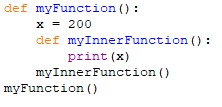 def myFunction():
    x = 200
    def myInnerFunction():
        print(x)
    myInnerFunction()
myFunction()